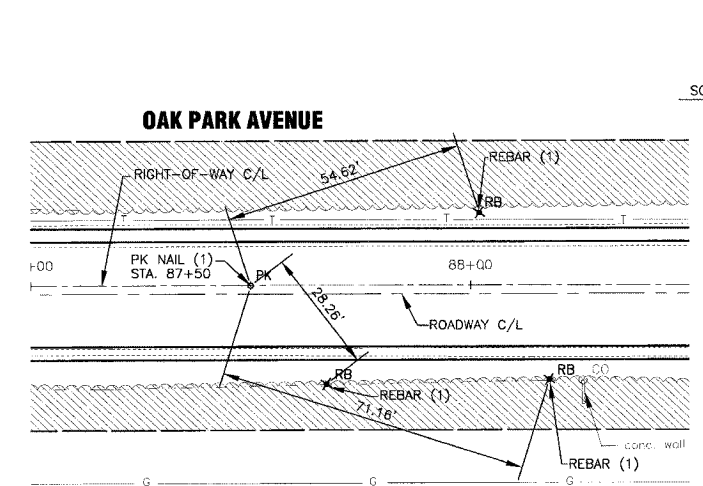 SC
OAK PARK AVENUE
RIGHT-OF-WAY C/L
54.62'
REBAR (1)
RB
T T T T
+00
PK NAIL (1)
STA. 87+50
PK
88+00
28.26'
ROADWAY C/L
RB
REBAR (1)
RB
CO
71.16'
conc. wall
REBAR (1)
G G G